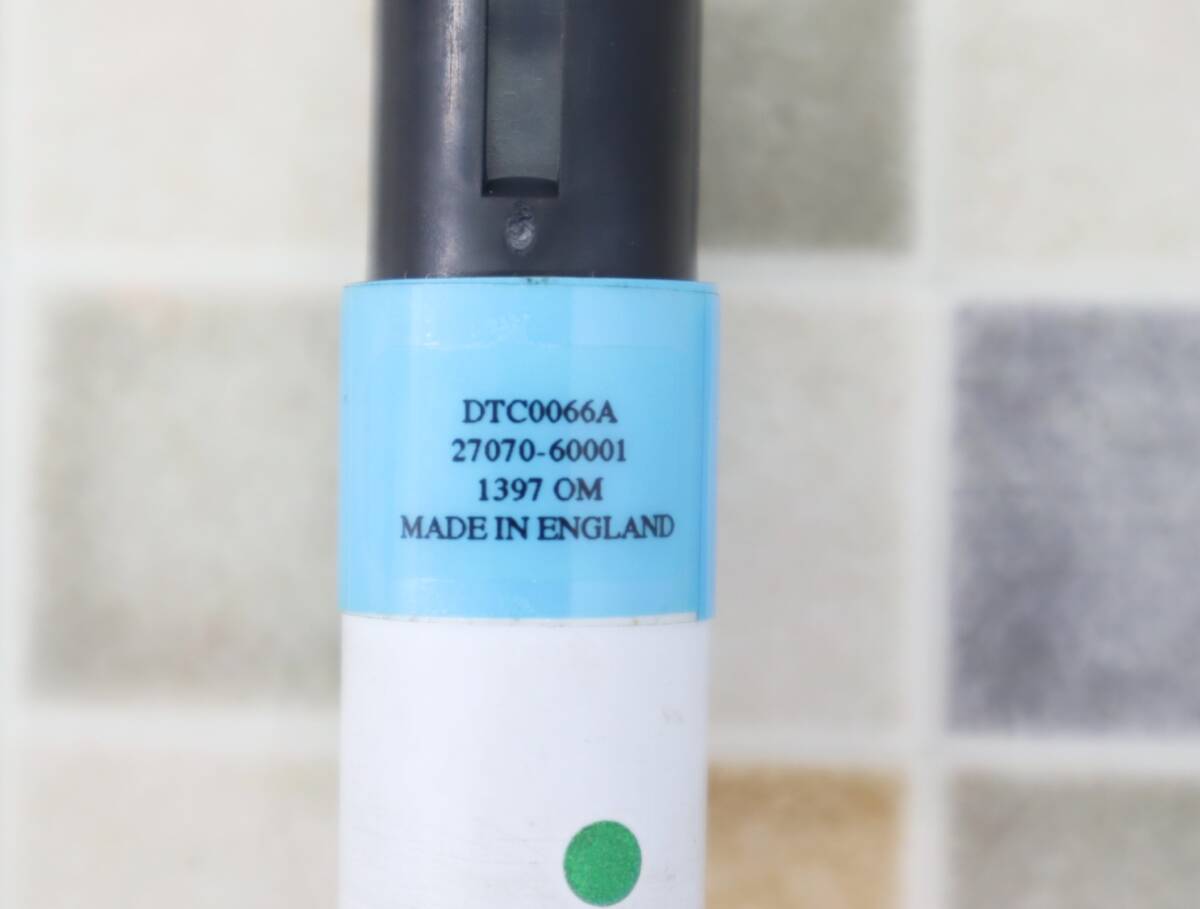 DTC0066A
27070-60001
1397 OM
MADE IN ENGLAND